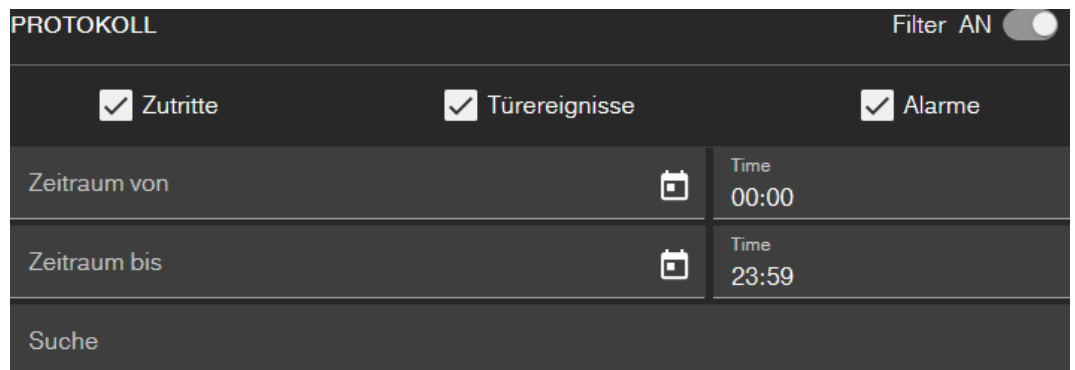 PROTOKOLL Filter AN
Zutritte Türereignisse Alarme
Zeitraum von Time
00:00
Zeitraum bis Time
23:59
Suche